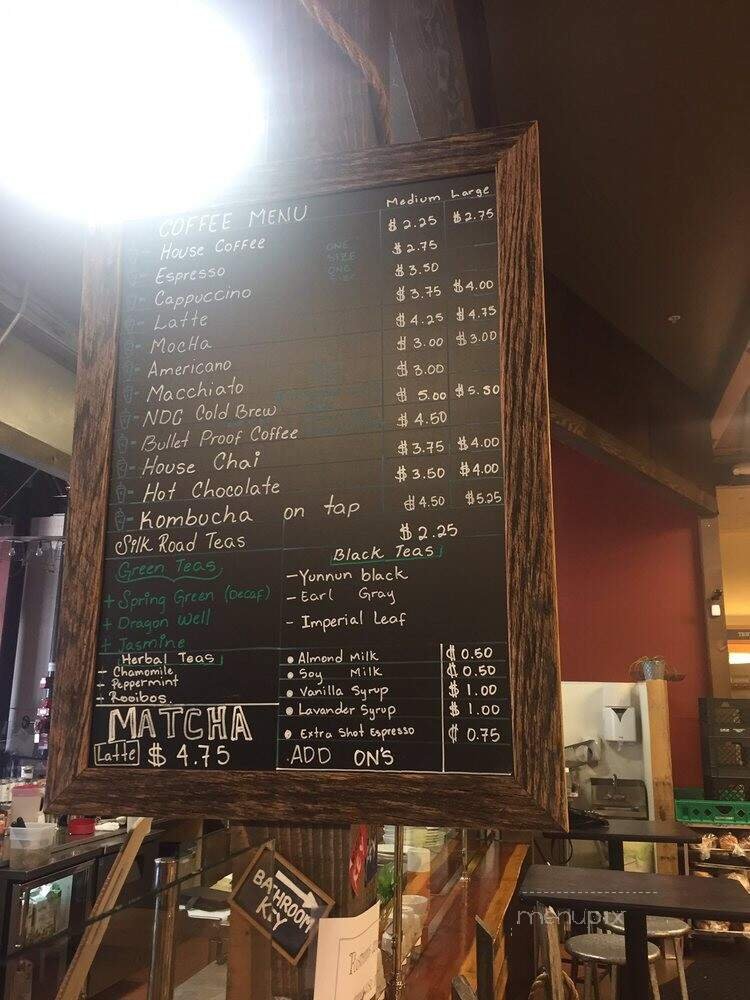 Medium Large
COFFEE MENU
House Coffee $2.25 $2.75
Espresso ONE SIZE $2.75
Cappuccino ONE SIZE $3.50
Latte $3.75 $4.00
Mocha $4.25 $4.75
Americano $3.00 $3.00
Macchiato $3.00
NDG Cold Brew $5.00 $5.50
Bullet Proof Coffee $4.50
House Chai $3.75 $4.00
Hot Chocolate $3.50 $4.00
Kombucha on tap $4.50 $5.25
Silk Road Teas $2.25
Green Teas
+ Spring Green (Decaf)
+ Dragon Well
+ Jasmine
Herbal Teas
- Chamomile
- Peppermint
- Rooibos
MATCHA
Latte $4.75
Black Teas
- Yunnun black
- Earl Gray
- Imperial Leaf
• Almond Milk ¢0.50
• Soy Milk ¢0.50
• Vanilla Syrup $1.00
• Lavander Syrup $1.00
• Extra Shot Espresso ¢0.75
ADD ON'S
BATHROOM
KEY
menupix